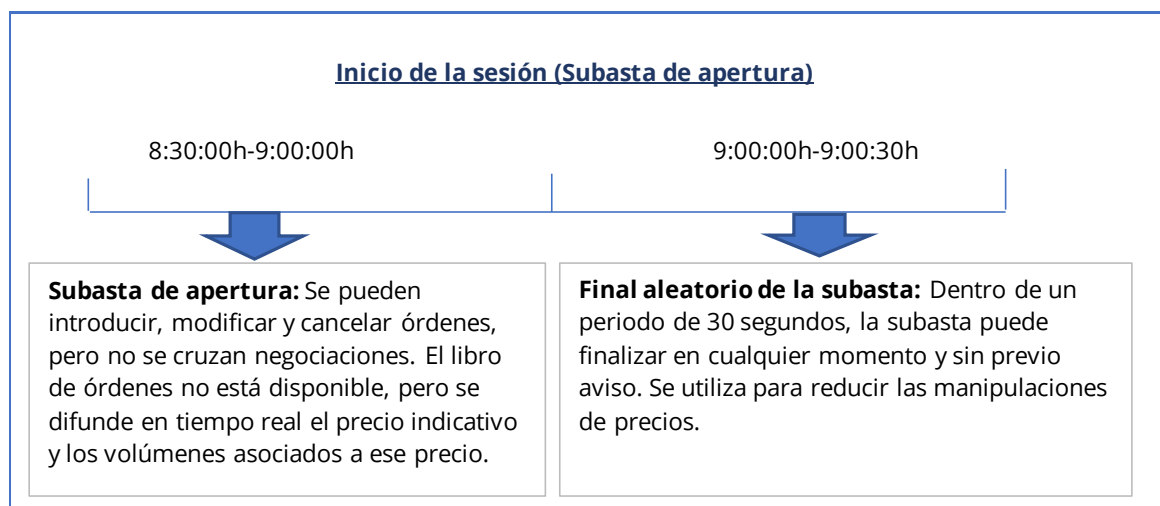 Inicio de la sesión (Subasta de apertura)
8:30:00h-9:00:00h
9:00:00h-9:00:30h
Subasta de apertura: Se pueden
introducir, modificar y cancelar órdenes,
pero no se cruzan negociaciones. El libro
de órdenes no está disponible, pero se
difunde en tiempo real el precio indicativo
y los volúmenes asociados a ese precio.
Final aleatorio de la subasta: Dentro de un
periodo de 30 segundos, la subasta puede
finalizar en cualquier momento y sin previo
aviso. Se utiliza para reducir las manipulaciones
de precios.